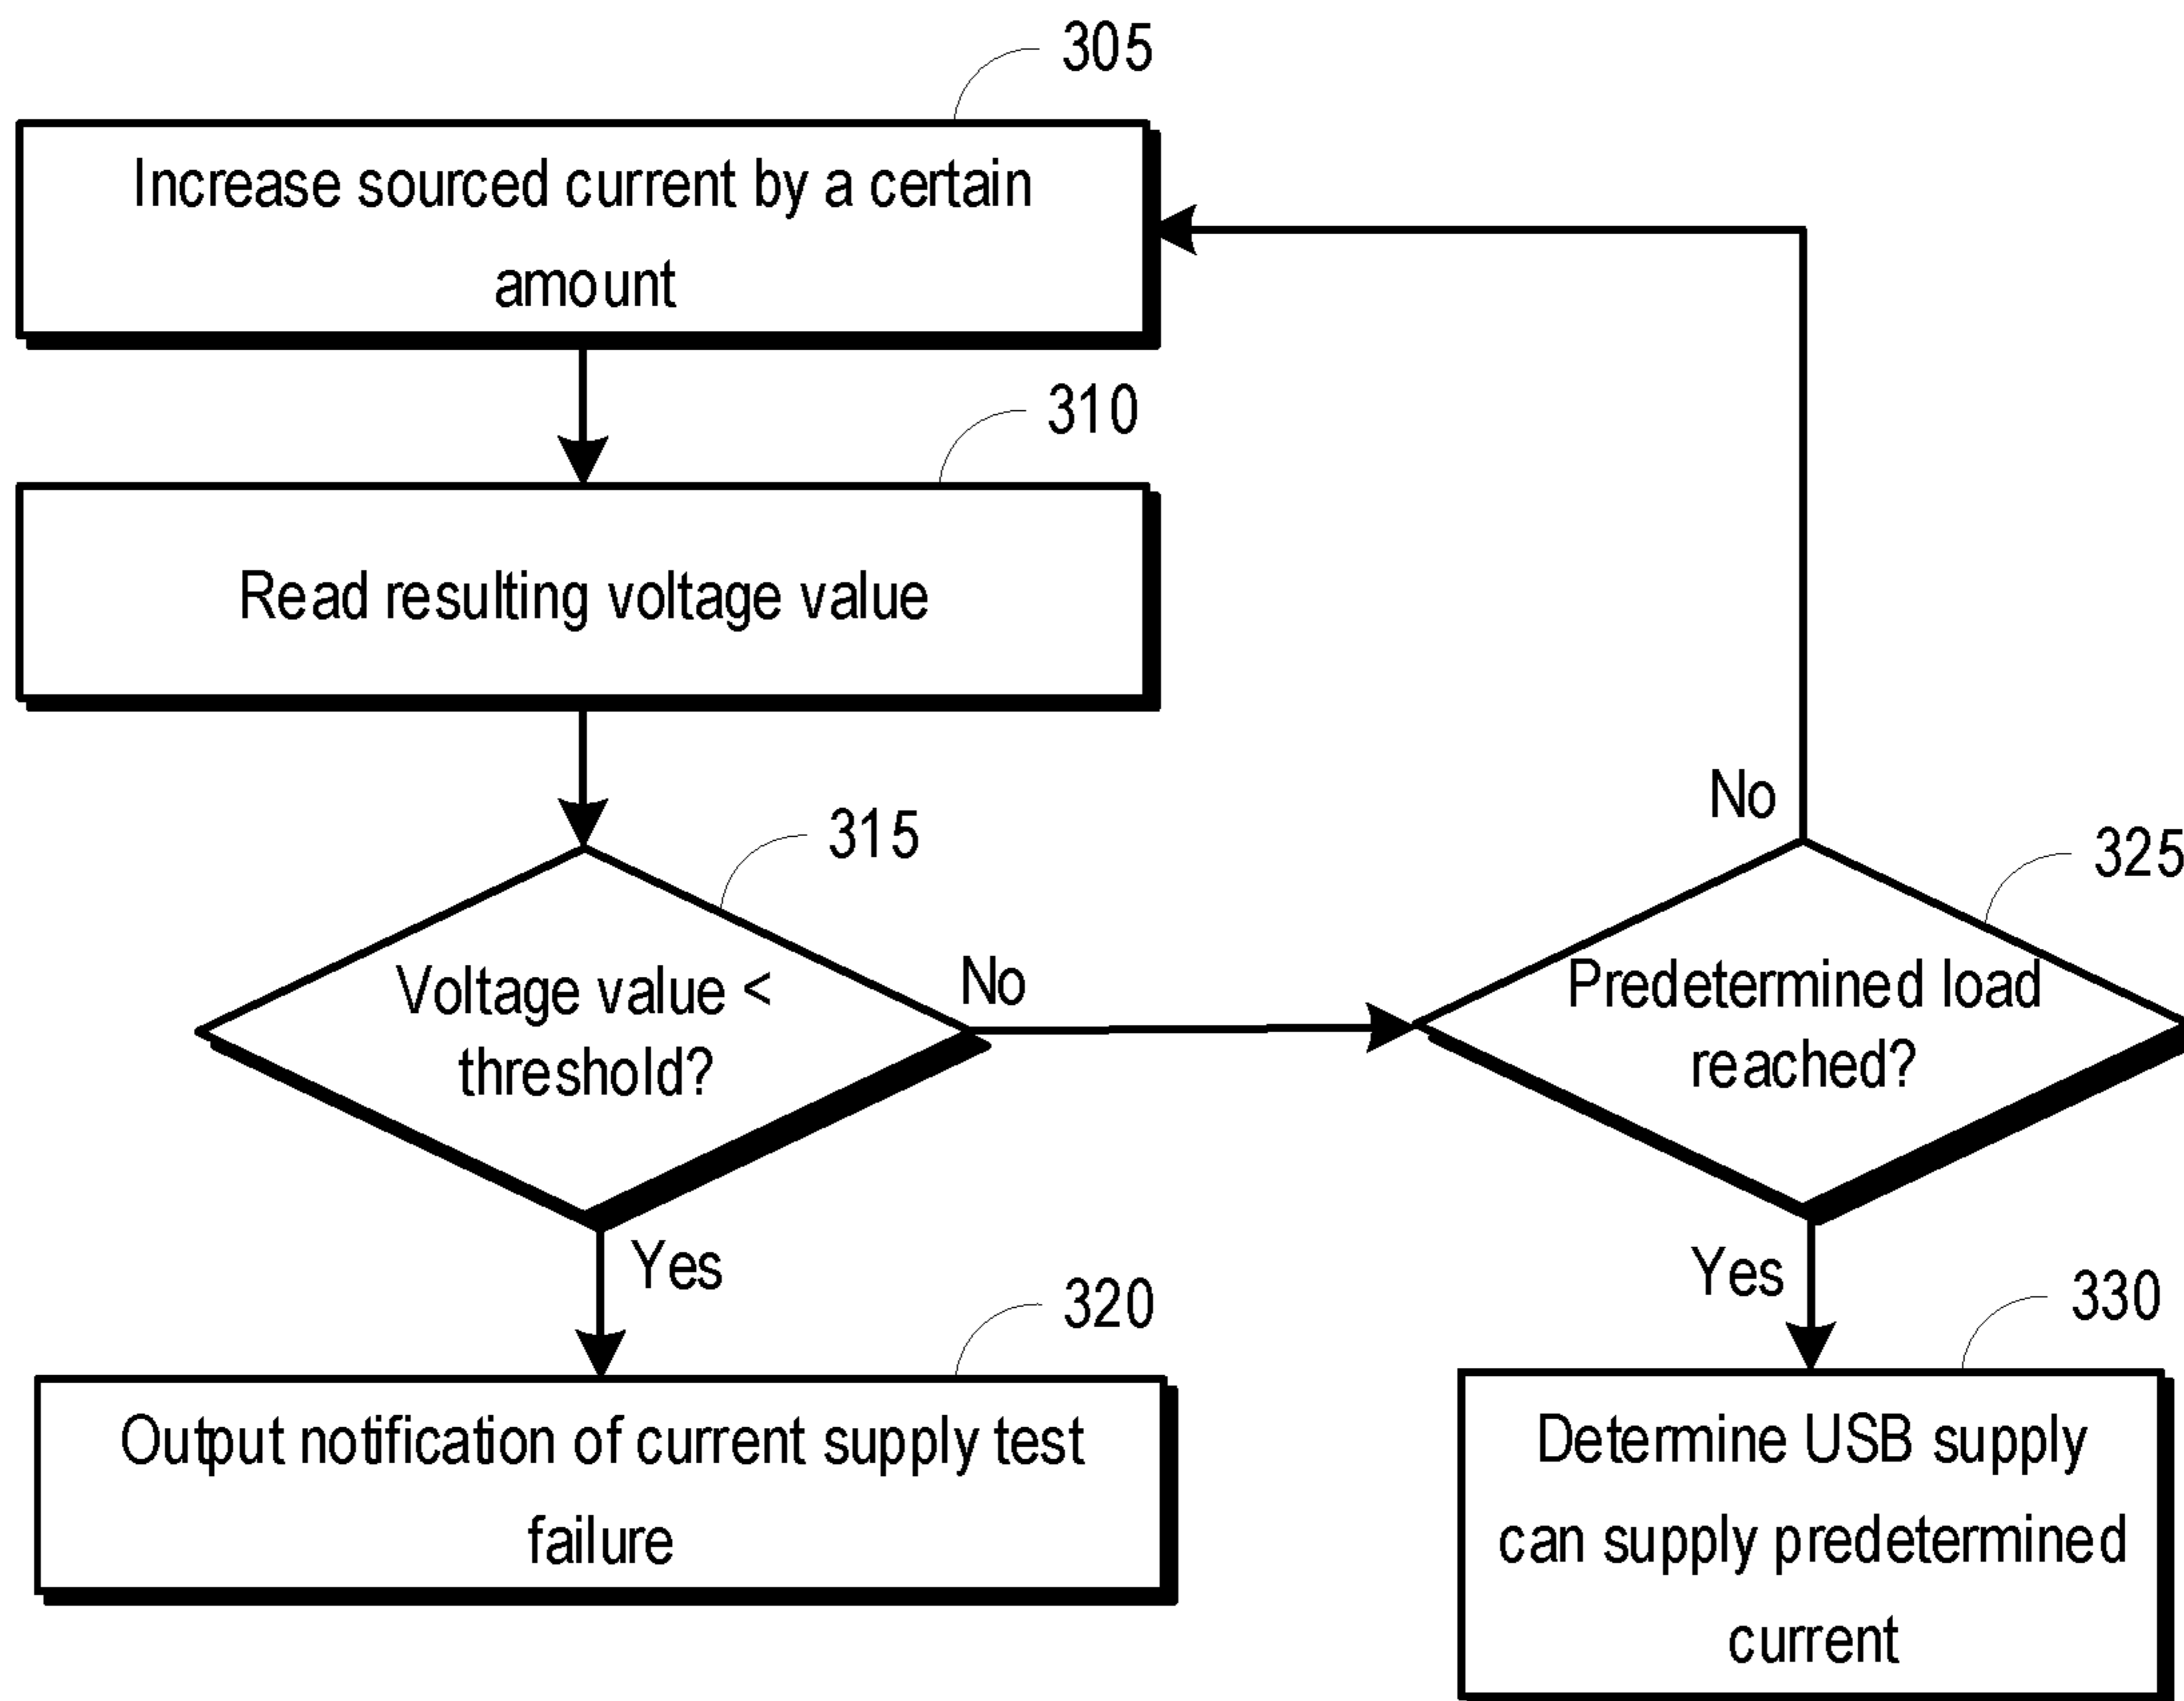 305
Increase sourced current by a certain
amount
310
Read resulting voltage value
315
Voltage value <
threshold?
No
Yes
320
Output notification of current supply test
failure
No
325
Predetermined load
reached?
Yes
330
Determine USB supply
can supply predetermined
current